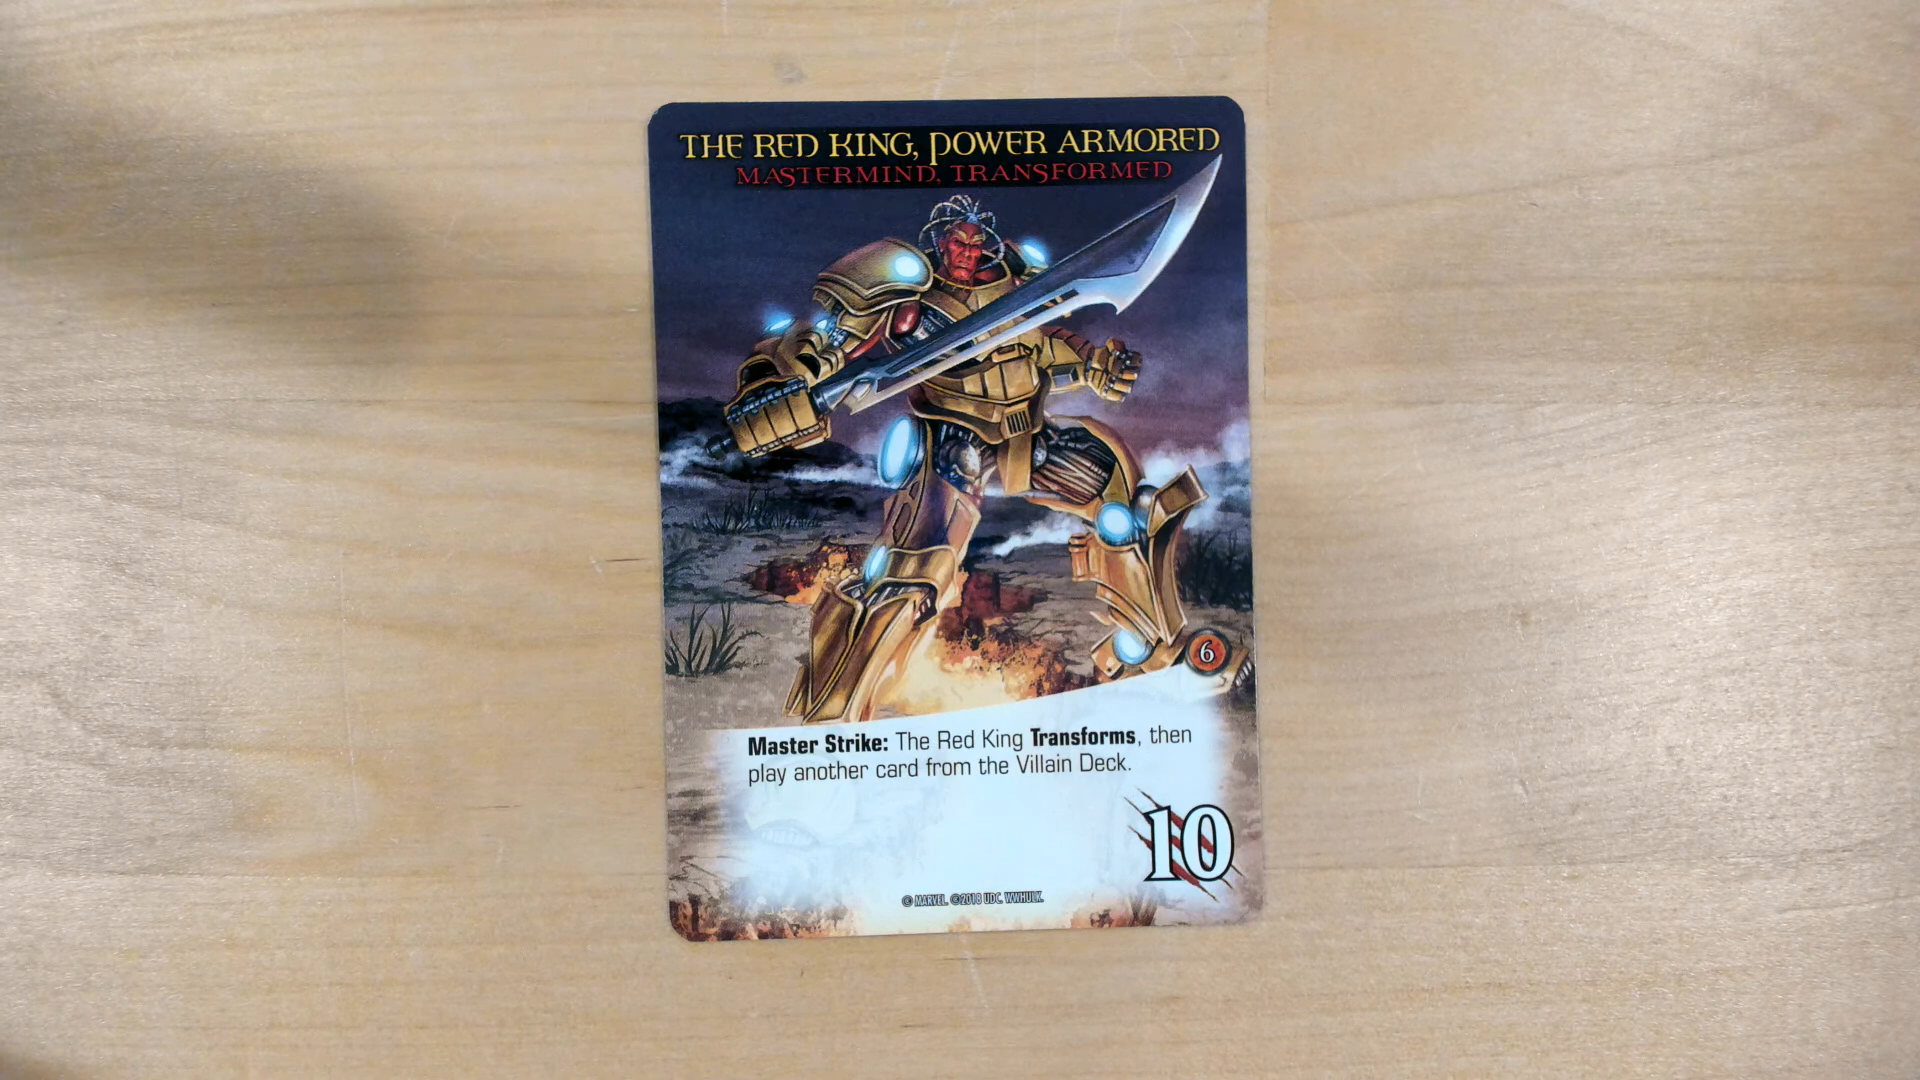 THE RED KING, POWER ARMORED
MASTERMIND, TRANSFORMED
6
Master Strike: The Red King Transforms, then
play another card from the Villain Deck.
10
© MARVEL. ©2018 UDC. WWHULK.